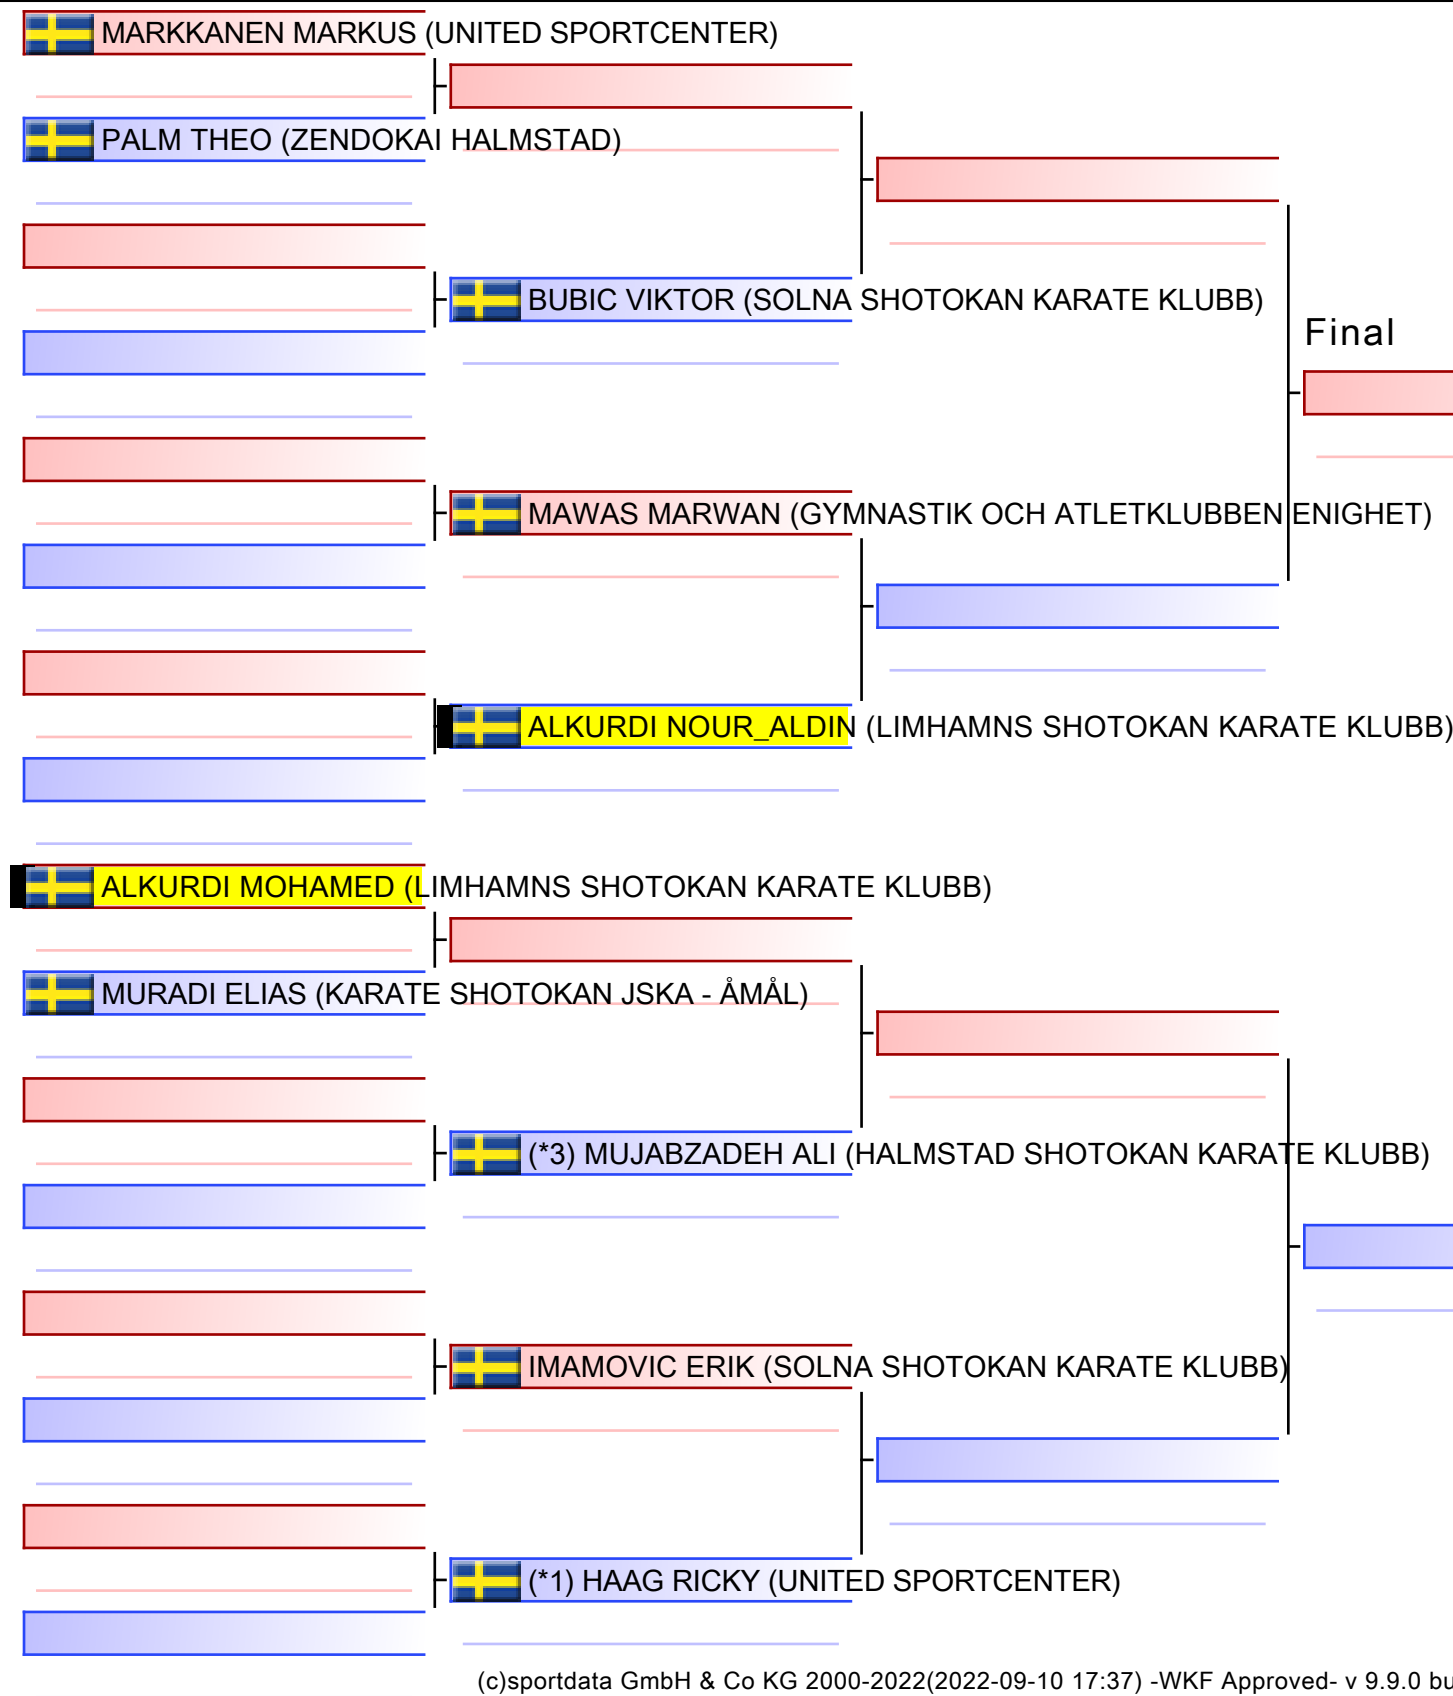 MARKKANEN MARKUS (UNITED SPORTCENTER)
PALM THEO (ZENDOKAI HALMSTAD)
BUBIC VIKTOR (SOLNA SHOTOKAN KARATE KLUBB)
Final
MAWAS MARWAN (GYMNASTIK OCH ATLETKLUBBEN ENIGHET)
ALKURDI NOUR_ALDIN (LIMHAMNS SHOTOKAN KARATE KLUBB)
ALKURDI MOHAMED (LIMHAMNS SHOTOKAN KARATE KLUBB)
MURADI ELIAS (KARATE SHOTOKAN JSKA - ÅMÅL)
(*3) MUJABZADEH ALI (HALMSTAD SHOTOKAN KARATE KLUBB)
IMAMOVIC ERIK (SOLNA SHOTOKAN KARATE KLUBB)
(*1) HAAG RICKY (UNITED SPORTCENTER)
(c)sportdata GmbH & Co KG 2000-2022(2022-09-10 17:37) -WKF Approved- v 9.9.0